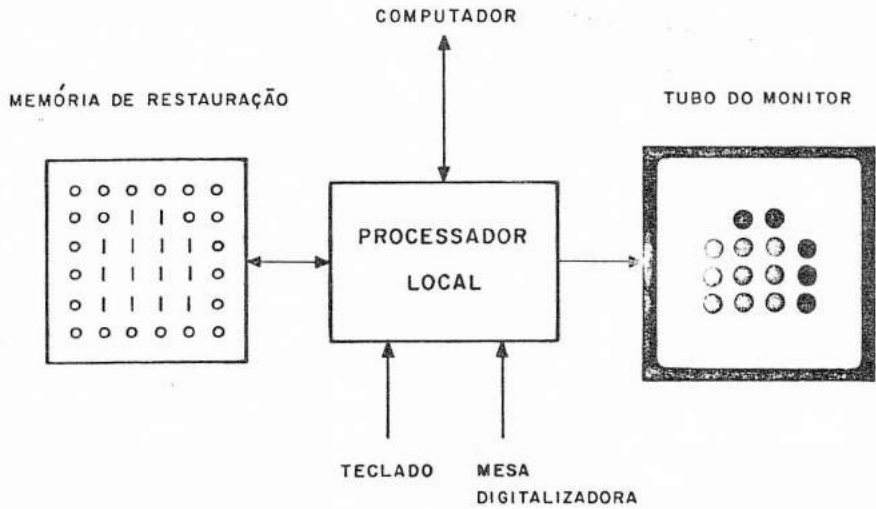 COMPUTADOR
MEMÓRIA DE RESTAURAÇÃO
TUBO DO MONITOR
o o o o o o
o o | | o o
o | | | | o
o | | | | o
o | | | | o
o o o o o o
PROCESSADOR
LOCAL
TECLADO
MESA
DIGITALIZADORA